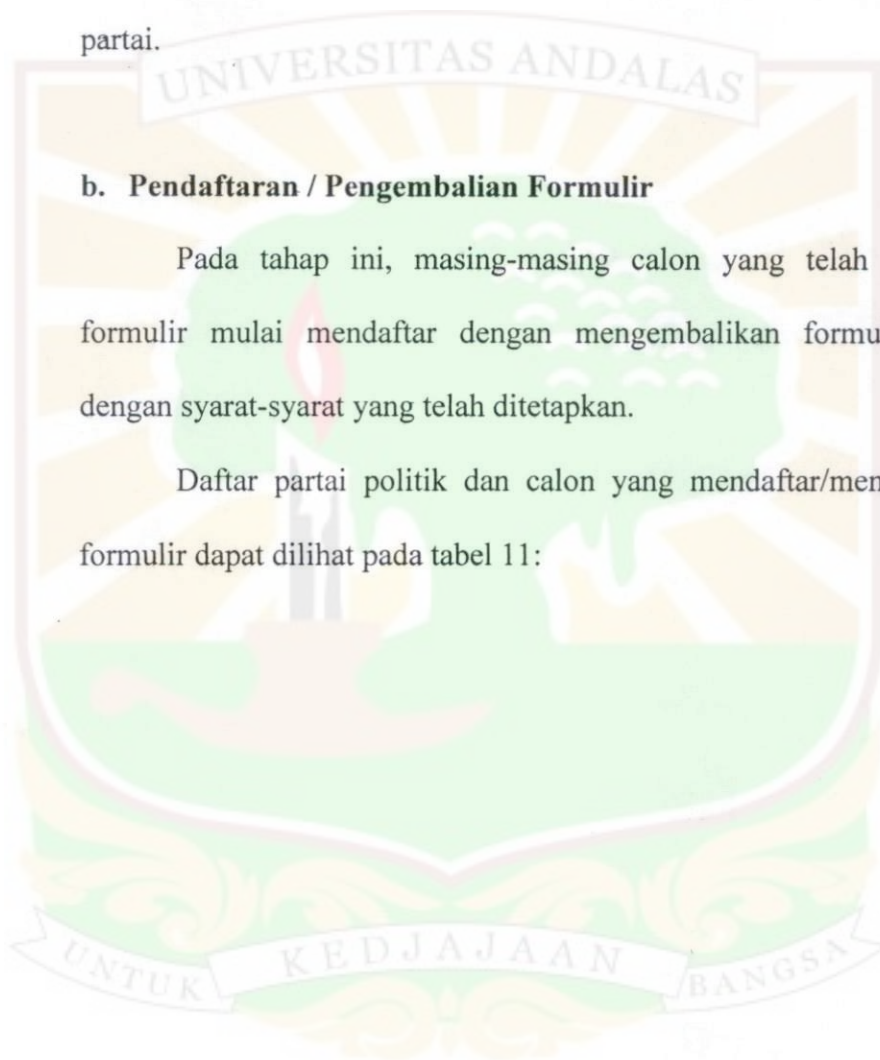 partai.
UNIVERSITAS ANDALAS
b. Pendaftaran / Pengembalian Formulir
Pada tahap ini, masing-masing calon yang telah
formulir mulai mendaftar dengan mengembalikan formu
dengan syarat-syarat yang telah ditetapkan.
Daftar partai politik dan calon yang mendaftar/men
formulir dapat dilihat pada tabel 11:
UNTUK KEDJAJAAN BANGSA